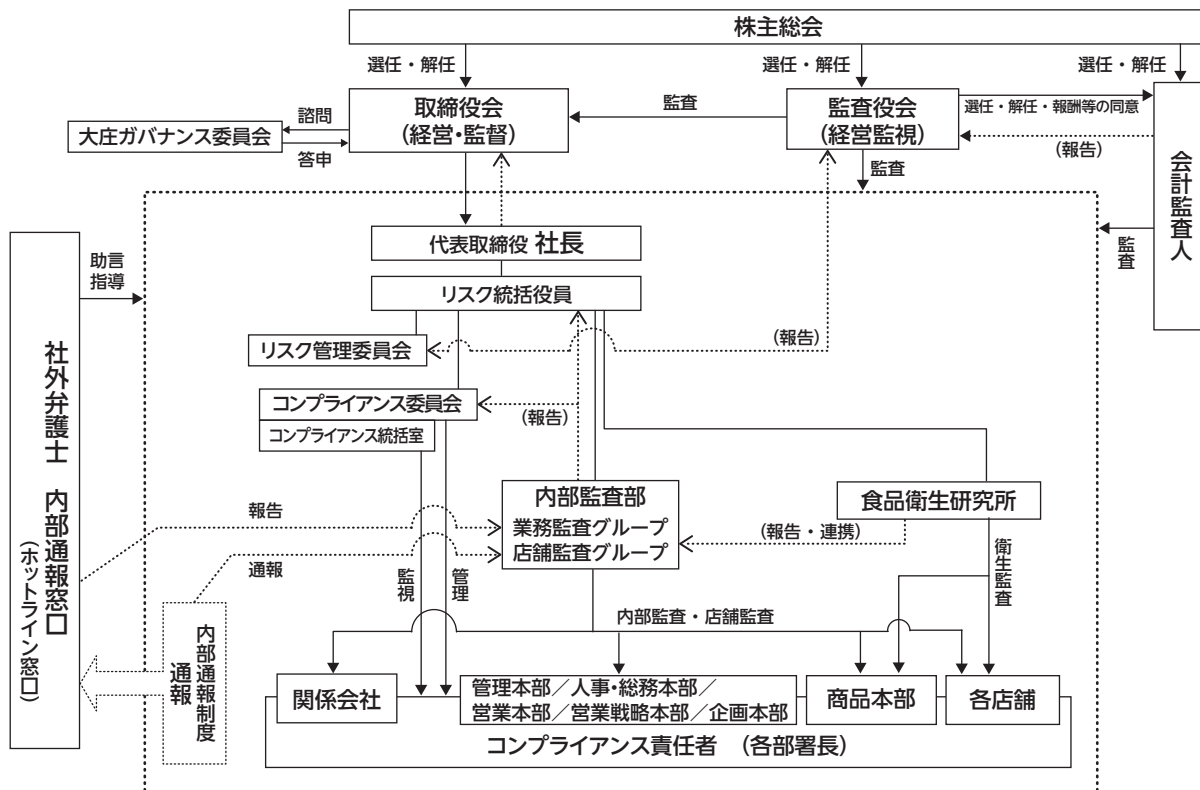 株主総会
選任・解任
選任・解任
選任・解任
取締役会
(経営・監督)
監査
監査役会
(経営監視)
選任・解任・報酬等の同意
(報告)
諮問
大庄ガバナンス委員会
答申
監査
会計監査人
監査
代表取締役 社長
助言
指導
リスク統括役員
リスク管理委員会
(報告)
コンプライアンス委員会
(報告)
コンプライアンス統括室
社外弁護士 内部通報窓口
(ホットライン窓口)
内部監査部
業務監査グループ
店舗監査グループ
食品衛生研究所
報告
(報告・連携)
通報
監視
管理
衛生監査
内部監査・店舗監査
内部通報制度
通報
関係会社
管理本部/人事・総務本部/
営業本部/営業戦略本部/企画本部
商品本部
各店舗
コンプライアンス責任者 (各部署長)